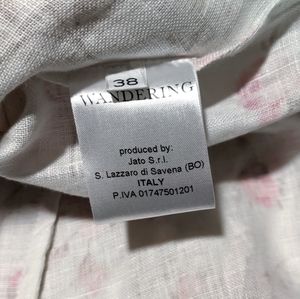 38
WANDERING
produced by:
Jato S.r.l.
S. Lazzaro di Savena (BO)
ITALY
P.IVA 01747501201